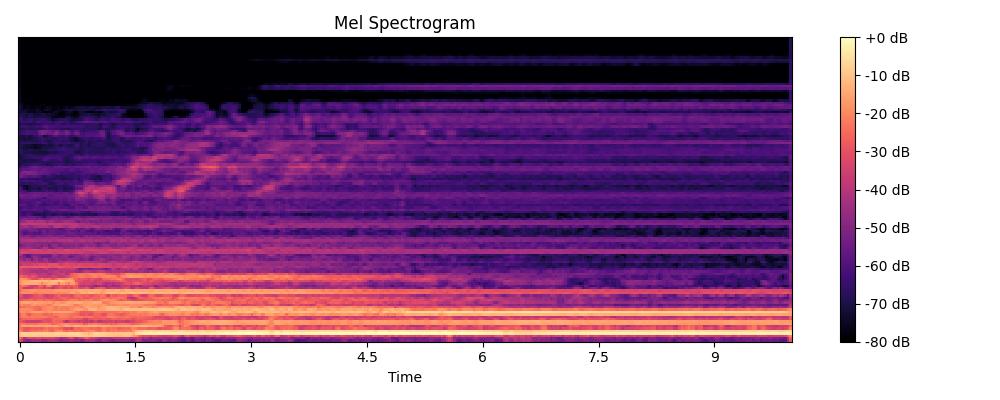 Mel Spectrogram
+0 dB
-10 dB
-20 dB
-30 dB
-40 dB
-50 dB
-60 dB
-70 dB
-80 dB
0 1.5 3 4.5 6 7.5 9
Time